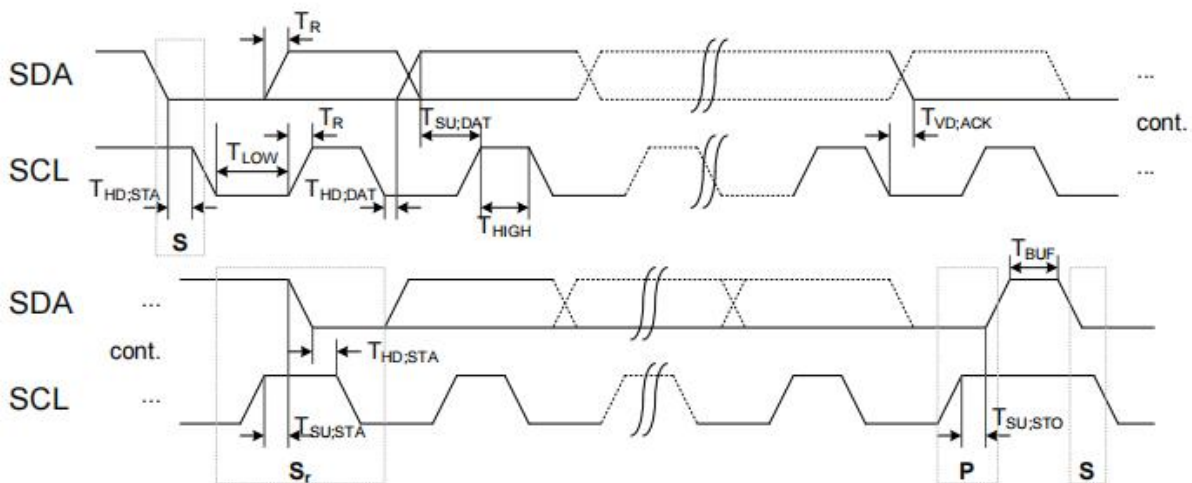 T_R
SDA
T_R
T_SU;DAT
T_VD;ACK
...
cont.
SCL
T_LOW
T_HD;STA
T_HD;DAT
T_HIGH
...
S
T_BUF
SDA
...
cont.
T_HD;STA
SCL
...
T_SU;STA
T_SU;STO
S_r
P
S